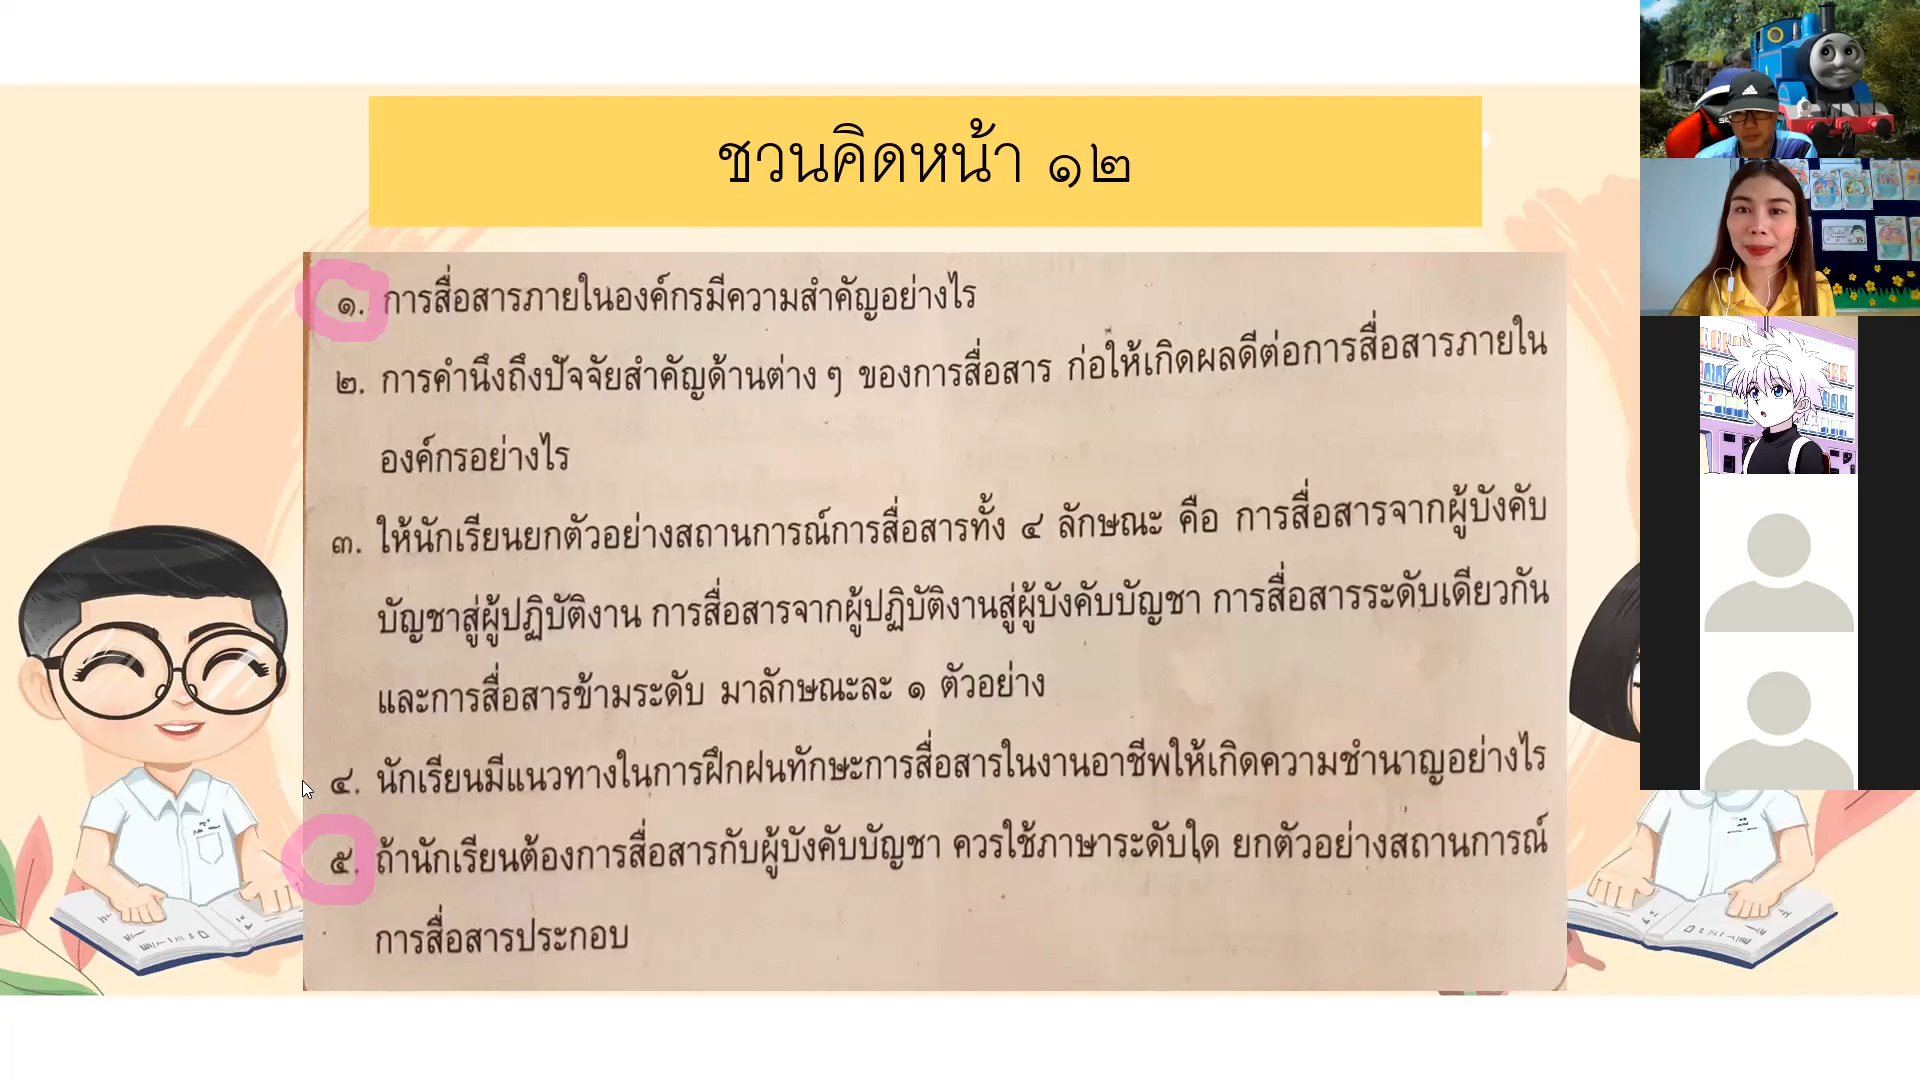 ชวนคิดหน้า ๑๒
๑. การสื่อสารภายในองค์กรมีความสำคัญอย่างไร
๒. การคำนึงถึงปัจจัยสำคัญด้านต่าง ๆ ของการสื่อสาร ก่อให้เกิดผลดีต่อการสื่อสารภายใน
องค์กรอย่างไร
๓. ให้นักเรียนยกตัวอย่างสถานการณ์การสื่อสารทั้ง ๔ ลักษณะ คือ การสื่อสารจากผู้บังคับ
บัญชาสู่ผู้ปฏิบัติงาน การสื่อสารจากผู้ปฏิบัติงานสู่ผู้บังคับบัญชา การสื่อสารระดับเดียวกัน
และการสื่อสารข้ามระดับ มาลักษณะละ ๑ ตัวอย่าง
๔. นักเรียนมีแนวทางในการฝึกฝนทักษะการสื่อสารในงานอาชีพให้เกิดความชำนาญอย่างไร
๕. ถ้านักเรียนต้องการสื่อสารกับผู้บังคับบัญชา ควรใช้ภาษาระดับใด ยกตัวอย่างสถานการณ์
การสื่อสารประกอบ